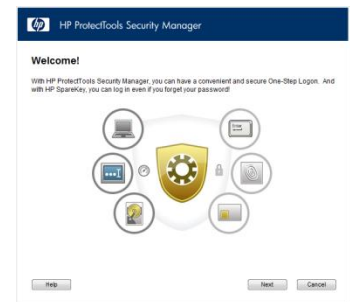 hp HP ProtectTools Security Manager
Welcome!
With HP ProtectTools Security Manager, you can have a convenient and secure One-Step Logon. And
with HP SpareKey, you can log in even if you forget your password!
Help Next Cancel